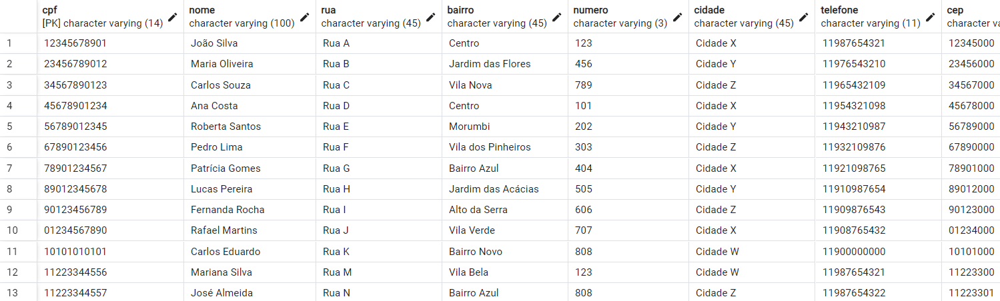 cpf nome rua bairro numero cidade telefone cep
[PK] character varying (14) character varying (100) character varying (45) character varying (45) character varying (3) character varying (45) character varying (11) character va
1 12345678901 João Silva Rua A Centro 123 Cidade X 11987654321 12345000
2 23456789012 Maria Oliveira Rua B Jardim das Flores 456 Cidade Y 11976543210 23456000
3 34567890123 Carlos Souza Rua C Vila Nova 789 Cidade Z 11965432109 34567000
4 45678901234 Ana Costa Rua D Centro 101 Cidade X 11954321098 45678000
5 56789012345 Roberta Santos Rua E Morumbi 202 Cidade Y 11943210987 56789000
6 67890123456 Pedro Lima Rua F Vila dos Pinheiros 303 Cidade Z 11932109876 67890000
7 78901234567 Patrícia Gomes Rua G Bairro Azul 404 Cidade X 11921098765 78901000
8 89012345678 Lucas Pereira Rua H Jardim das Acácias 505 Cidade Y 11910987654 89012000
9 90123456789 Fernanda Rocha Rua I Alto da Serra 606 Cidade Z 11909876543 90123000
10 01234567890 Rafael Martins Rua J Vila Verde 707 Cidade X 11908765432 01234000
11 10101010101 Carlos Eduardo Rua K Bairro Novo 808 Cidade W 11900000000 10101000
12 11223344556 Mariana Silva Rua M Vila Bela 123 Cidade W 11987654321 11223300
13 11223344557 José Almeida Rua N Bairro Azul 808 Cidade Z 11987654322 11223301